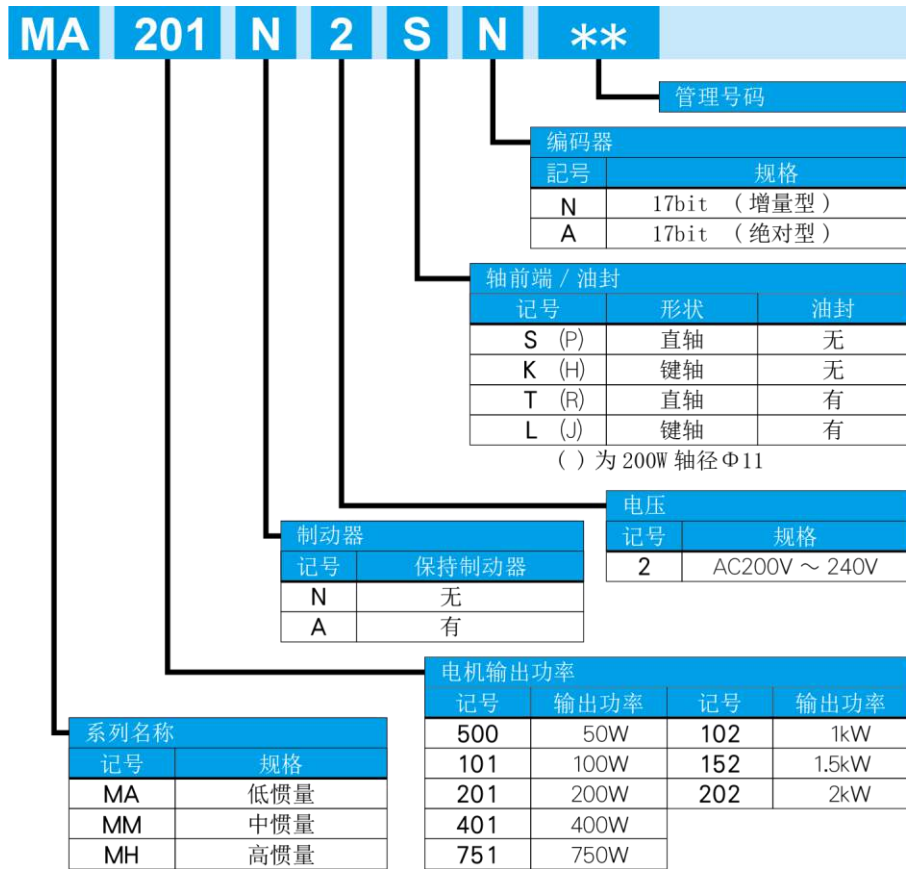 MA 201 N 2 S N **
管理号码
编码器
記号 规格
N 17bit (增量型)
A 17bit (绝对型)
轴前端 / 油封
记号 形状 油封
S (P) 直轴 无
K (H) 键轴 无
T (R) 直轴 有
L (J) 键轴 有
( ) 为 200W 轴径Φ11
电压
记号 规格
2 AC200V ~ 240V
制动器
记号 保持制动器
N 无
A 有
电机输出功率
记号 输出功率 记号 输出功率
500 50W 102 1kW
101 100W 152 1.5kW
201 200W 202 2kW
401 400W
751 750W
系列名称
记号 规格
MA 低惯量
MM 中惯量
MH 高惯量